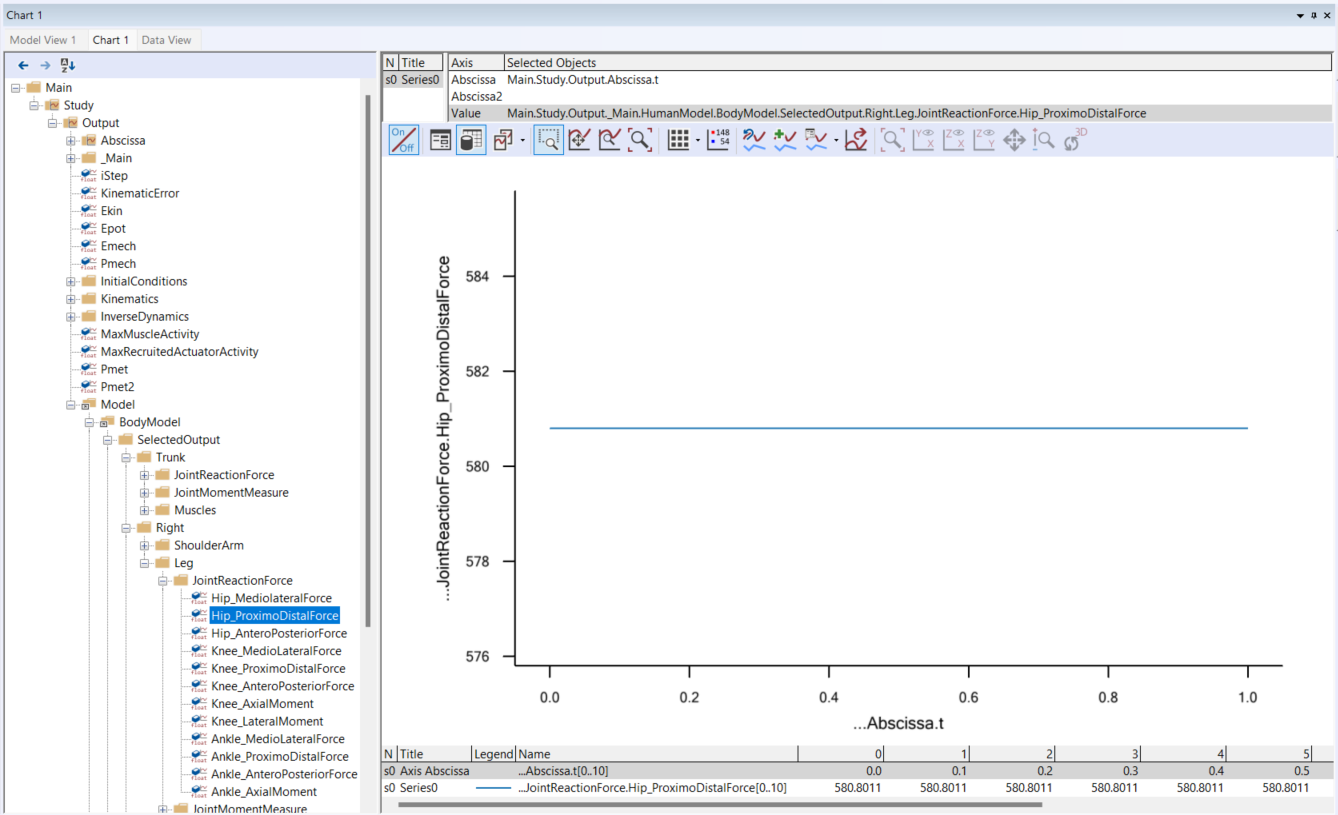 Chart 1
Model View 1 Chart 1 Data View
Main
Study
Output
Abscissa
_Main
iStep
KinematicError
Ekin
Epot
Emech
Pmech
InitialConditions
Kinematics
InverseDynamics
MaxMuscleActivity
MaxRecruitedActuatorActivity
Pmet
Pmet2
Model
BodyModel
SelectedOutput
Trunk
JointReactionForce
JointMomentMeasure
Muscles
Right
ShoulderArm
Leg
JointReactionForce
Hip_MediolateralForce
Hip_ProximoDistalForce
Hip_AnteroPosteriorForce
Knee_MedioLateralForce
Knee_ProximoDistalForce
Knee_AnteroPosteriorForce
Knee_AxialMoment
Knee_LateralMoment
Ankle_MedioLateralForce
Ankle_ProximoDistalForce
Ankle_AnteroPosteriorForce
Ankle_AxialMoment
JointMomentMeasure
N Title Axis Selected Objects
s0 Series0 Abscissa Main.Study.Output.Abscissa.t
Abscissa2
Value Main.Study.Output._Main.HumanModel.BodyModel.SelectedOutput.Right.Leg.JointReactionForce.Hip_ProximoDistalForce
On Off 148 54 3D
...JointReactionForce.Hip_ProximoDistalForce
584
582
580
578
576
0.0 0.2 0.4 0.6 0.8 1.0
...Abscissa.t
N Title Legend Name 0 1 2 3 4 5
s0 Axis Abscissa ...Abscissa.t[0..10] 0.0 0.1 0.2 0.3 0.4 0.5
s0 Series0 ...JointReactionForce.Hip_ProximoDistalForce[0..10] 580.8011 580.8011 580.8011 580.8011 580.8011 580.8011